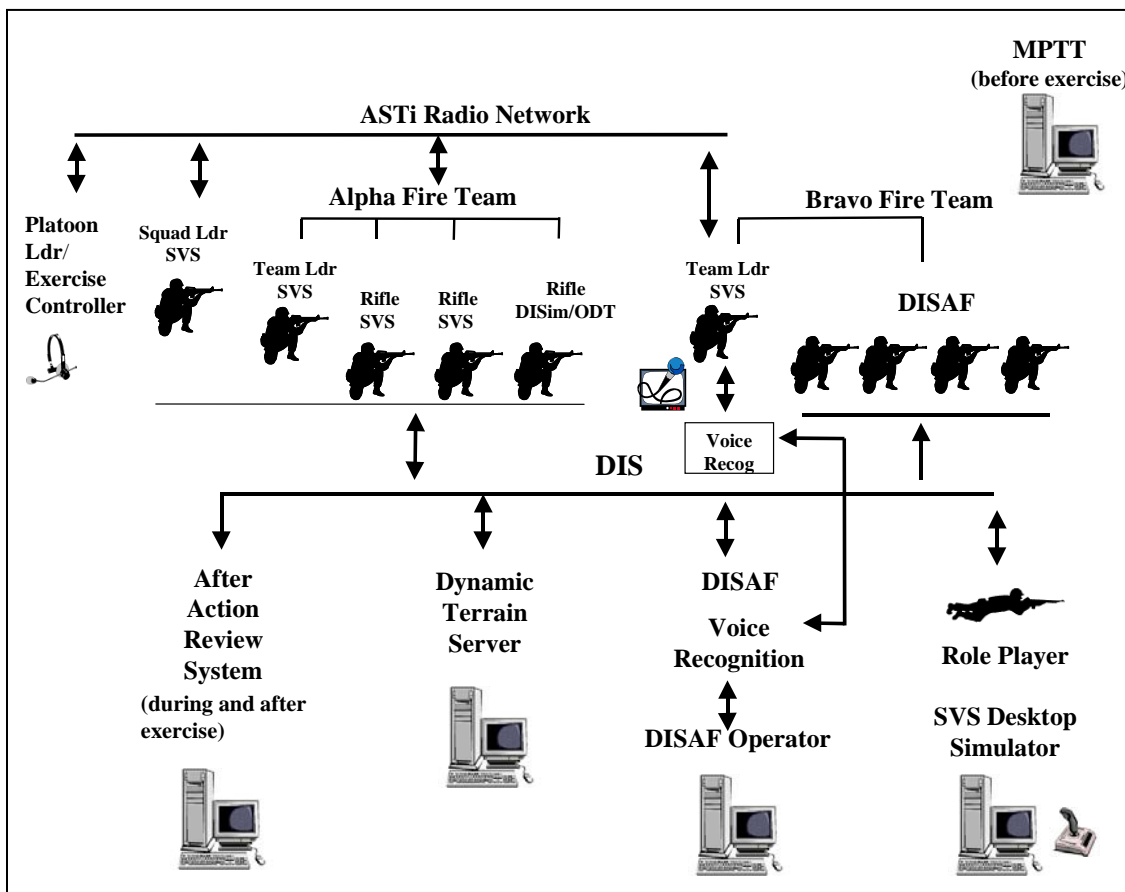 MPTT
(before exercise)
ASTi Radio Network
Alpha Fire Team
Bravo Fire Team
Platoon
Ldr/
Exercise
Controller
Squad Ldr
SVS
Team Ldr
SVS
Rifle
SVS
Rifle
SVS
Rifle
DISim/ODT
Team Ldr
SVS
DISAF
Voice
Recog
DIS
After
Action
Review
System
(during and after
exercise)
Dynamic
Terrain
Server
DISAF
Voice
Recognition
DISAF Operator
Role Player
SVS Desktop
Simulator